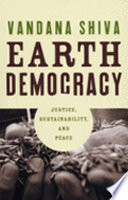 VANDANA SHIVA
EARTH
DEMOCRACY
JUSTICE,
SUSTAINABILITY,
AND
PEACE